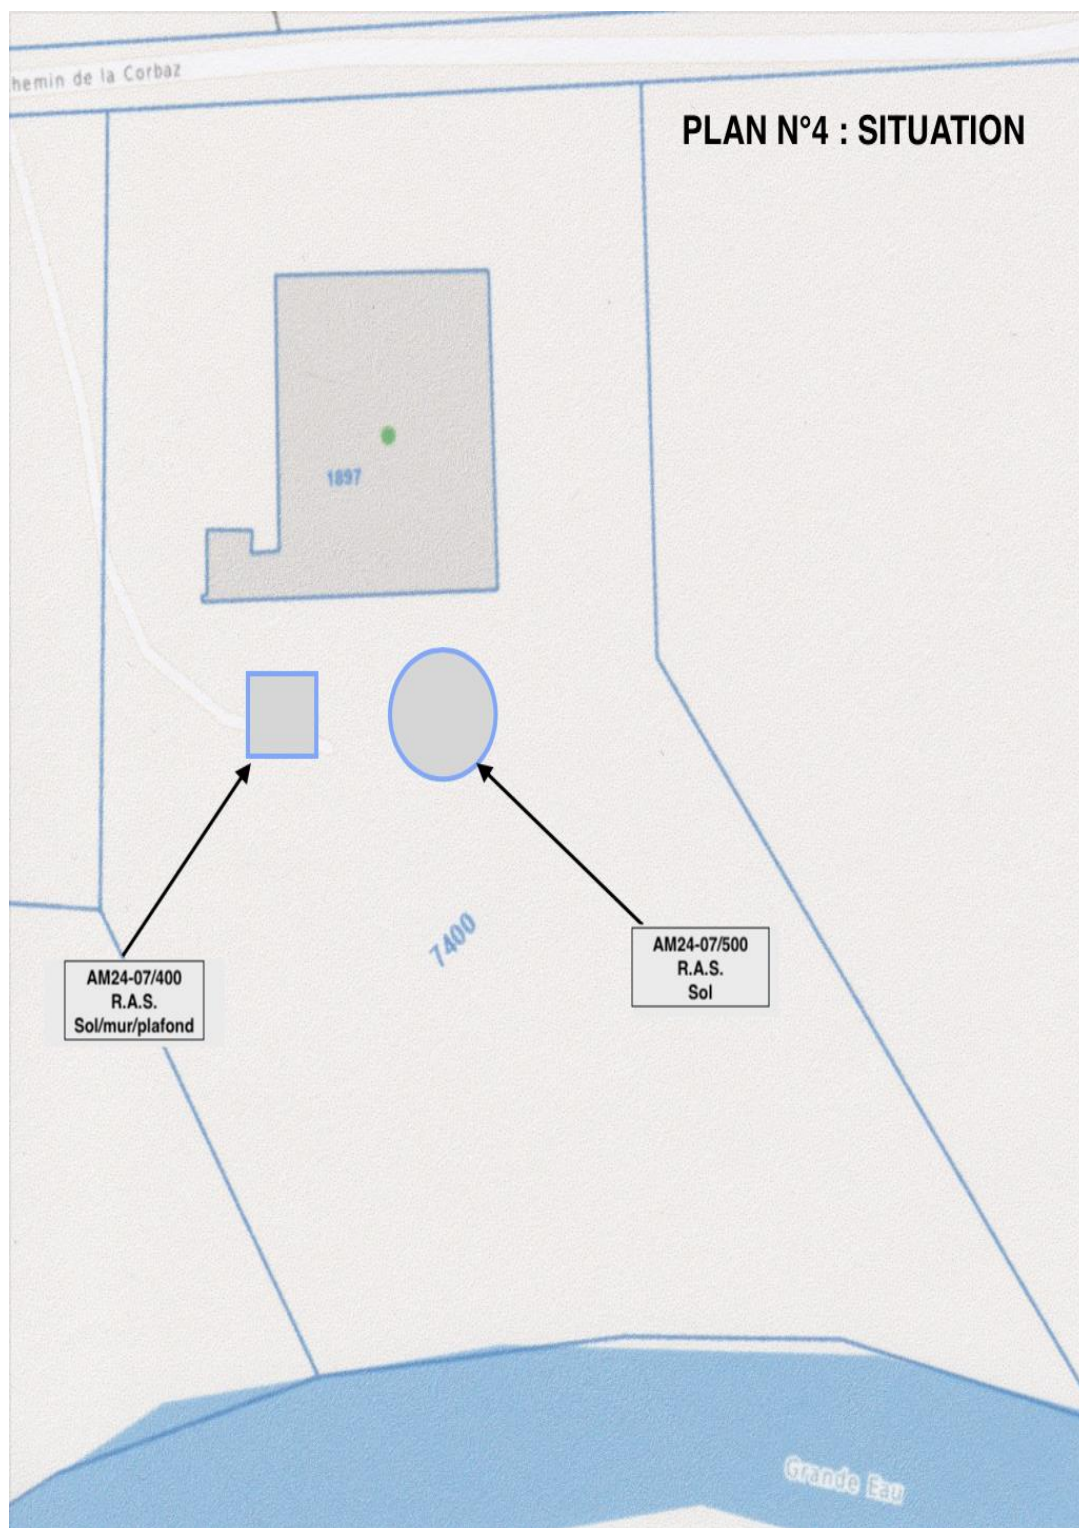 hemin de la Corbaz
PLAN N°4 : SITUATION
1897
7400
AM24-07/400
R.A.S.
Sol/mur/plafond
AM24-07/500
R.A.S.
Sol
Grande Eau